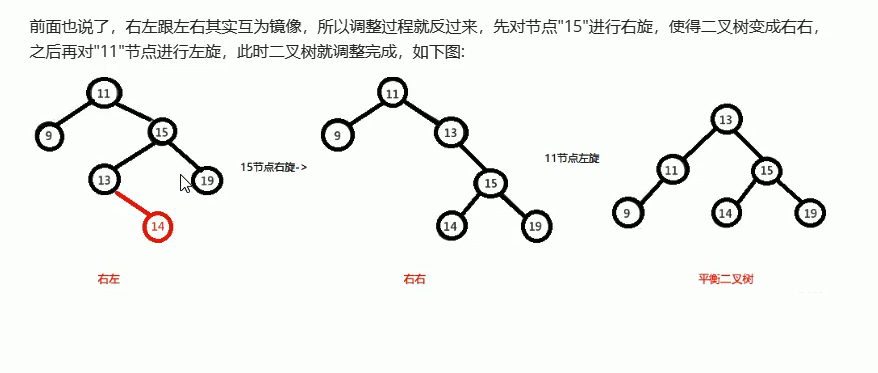 前面也说了，右左跟左右其实互为镜像，所以调整过程就反过来，先对节点"15"进行右旋，使得二叉树变成右右，
之后再对"11"节点进行左旋，此时二叉树就调整完成，如下图:
11
9
15
13
19
14
右左
15节点右旋->
11
9
13
15
14
19
右右
11节点左旋
13
11
15
9
14
19
平衡二叉树